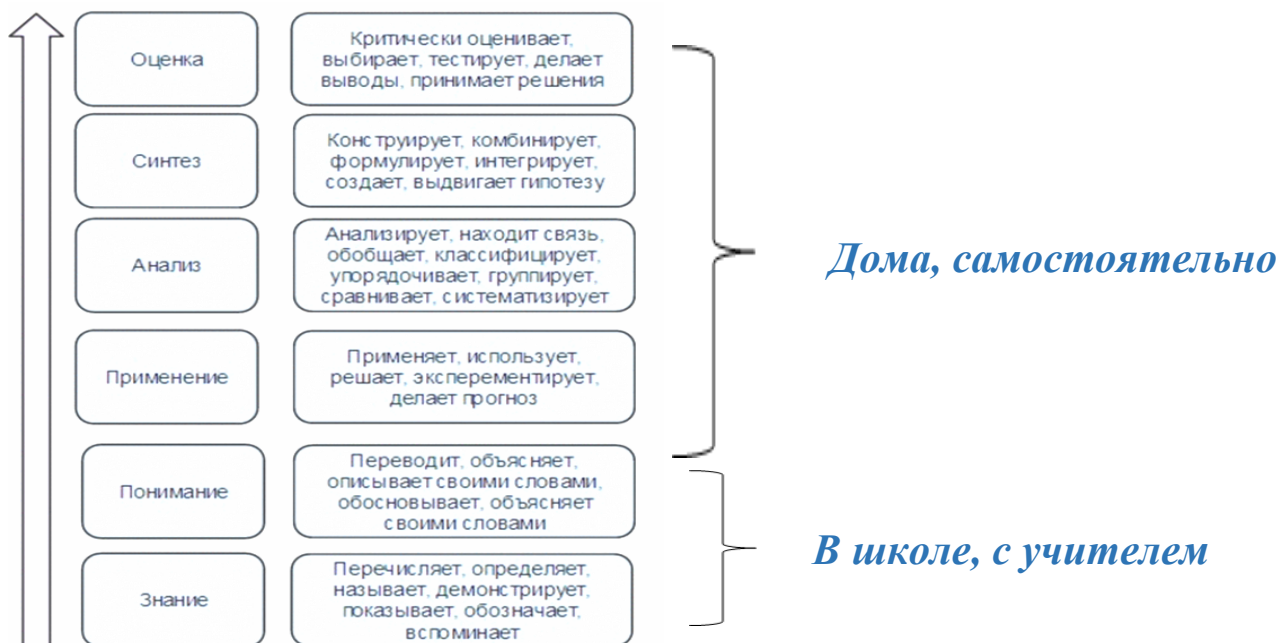 Оценка
Критически оценивает,
выбирает, тестирует, делает
выводы, принимает решения
Синтез
Конструирует, комбинирует,
формулирует, интегрирует,
создает, выдвигает гипотезу
Анализ
Анализирует, находит связь,
обобщает, классифицирует,
упорядочивает, группирует,
сравнивает, систематизирует
Дома, самостоятельно
Применение
Применяет, использует,
решает, эксперементирует,
делает прогноз
Понимание
Переводит, объясняет,
описывает своими словами,
обосновывает, объясняет
своими словами
В школе, с учителем
Знание
Перечисляет, определяет,
называет, демонстрирует,
показывает, обозначает,
вспоминает